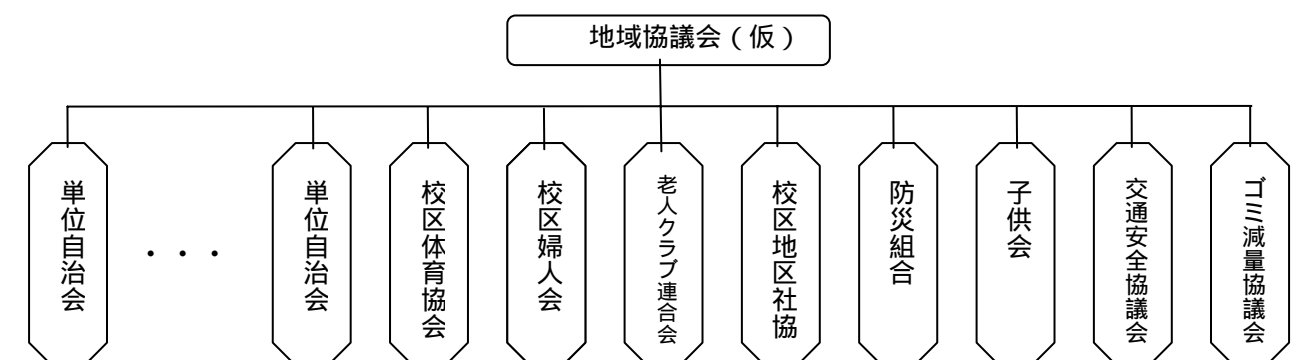 地域協議会（仮）
単位自治会
・・・
単位自治会
校区体育協会
校区婦人会
老人クラブ連合会
校区地区社協
防災組合
子供会
交通安全協議会
ゴミ減量協議会